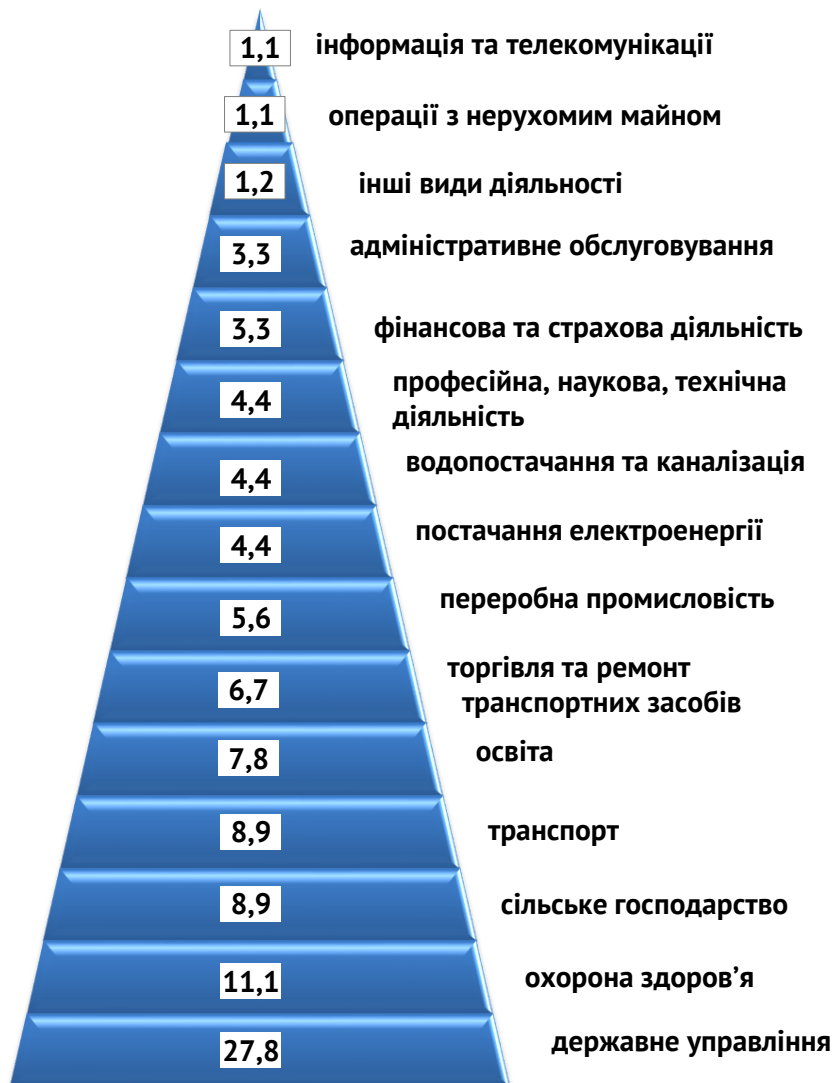 1,1 інформація та телекомунікації
1,1 операції з нерухомим майном
1,2 інші види діяльності
3,3 адміністративне обслуговування
3,3 фінансова та страхова діяльність
4,4 професійна, наукова, технічна
діяльність
4,4 водопостачання та каналізація
4,4 постачання електроенергії
5,6 переробна промисловість
6,7 торгівля та ремонт
транспортних засобів
7,8 освіта
8,9 транспорт
8,9 сільське господарство
11,1 охорона здоров’я
27,8 державне управління